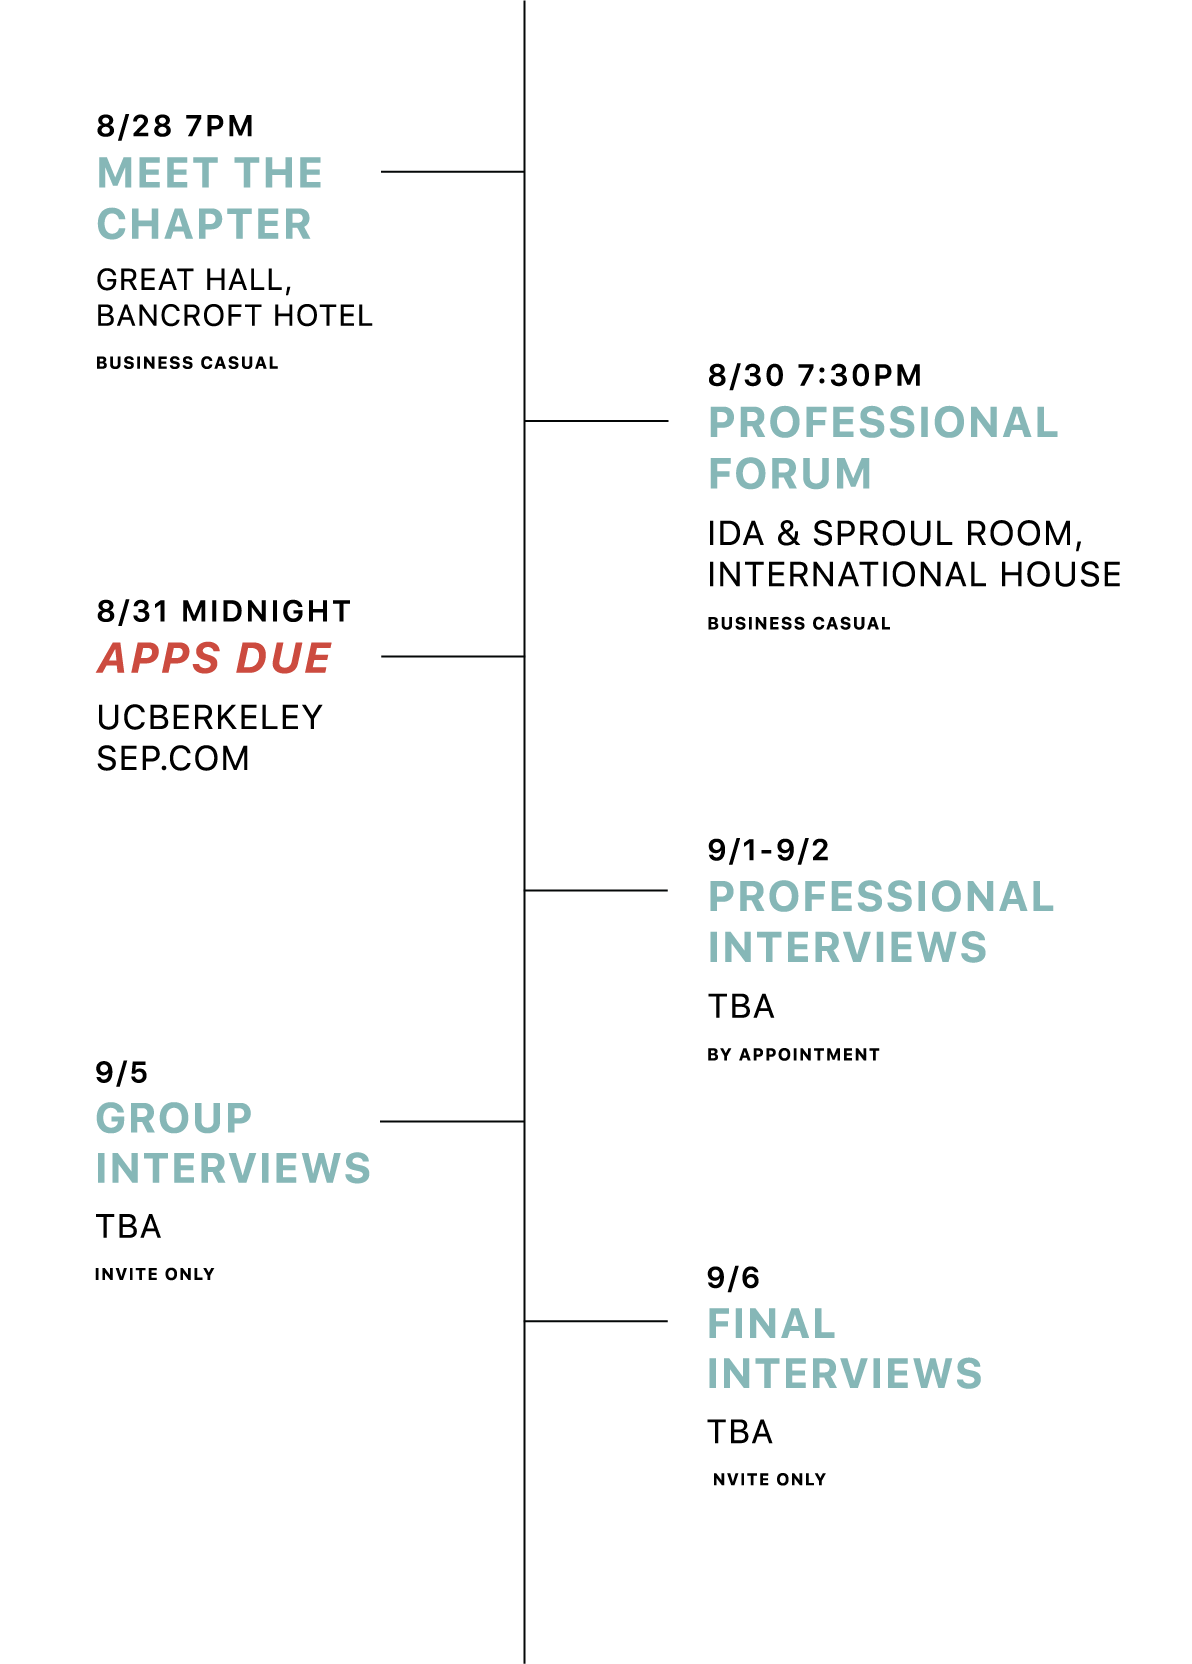 8/28 7PM
MEET THE
CHAPTER
GREAT HALL,
BANCROFT HOTEL
BUSINESS CASUAL
8/30 7:30PM
PROFESSIONAL
FORUM
IDA & SPROUL ROOM,
INTERNATIONAL HOUSE
BUSINESS CASUAL
8/31 MIDNIGHT
APPS DUE
UCBERKELEY
SEP.COM
9/1-9/2
PROFESSIONAL
INTERVIEWS
TBA
BY APPOINTMENT
9/5
GROUP
INTERVIEWS
TBA
INVITE ONLY
9/6
FINAL
INTERVIEWS
TBA
NVITE ONLY